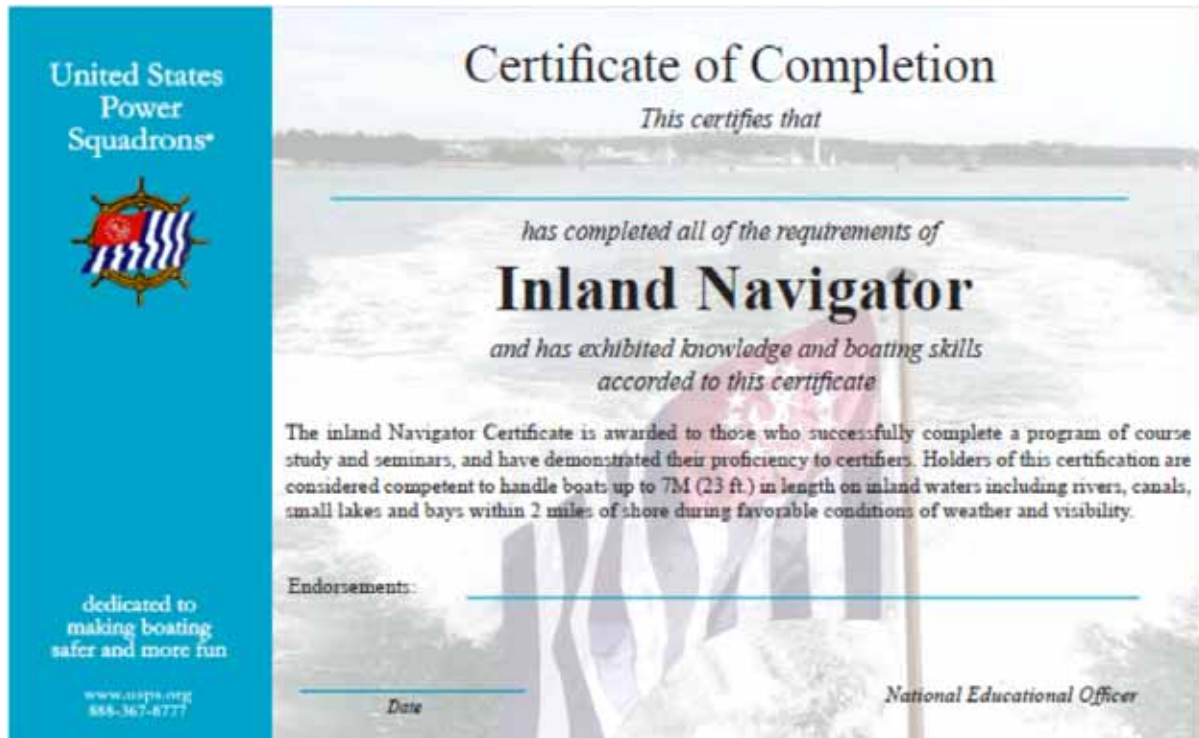 United States
Power
Squadrons®
dedicated to
making boating
safer and more fun
www.usps.org
888-367-8777
Certificate of Completion
This certifies that
has completed all of the requirements of
Inland Navigator
and has exhibited knowledge and boating skills
accorded to this certificate
The inland Navigator Certificate is awarded to those who successfully complete a program of course
study and seminars, and have demonstrated their proficiency to certifiers. Holders of this certification are
considered competent to handle boats up to 7M (23 ft.) in length on inland waters including rivers, canals,
small lakes and bays within 2 miles of shore during favorable conditions of weather and visibility.
Endorsements:
Date
National Educational Officer